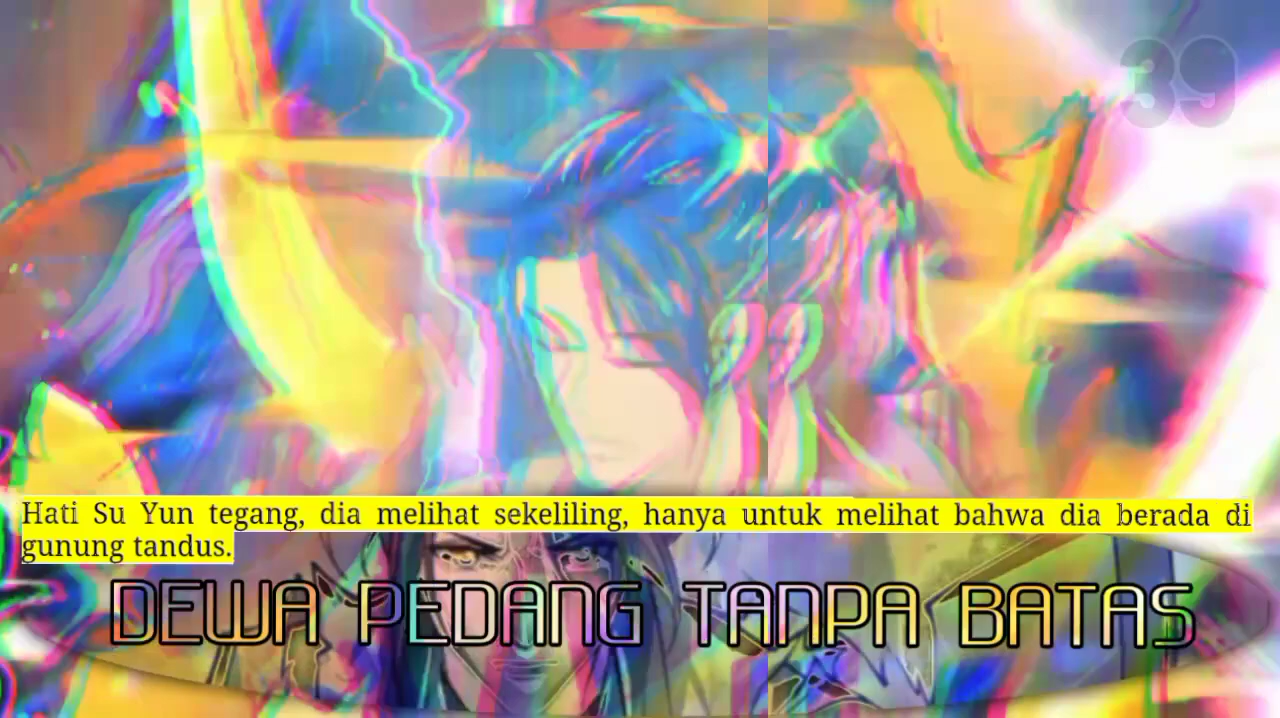 39
Hati Su Yun tegang, dia melihat sekeliling, hanya untuk melihat bahwa dia berada di
gunung tandus.
DEWA PEDANG TANPA BATAS